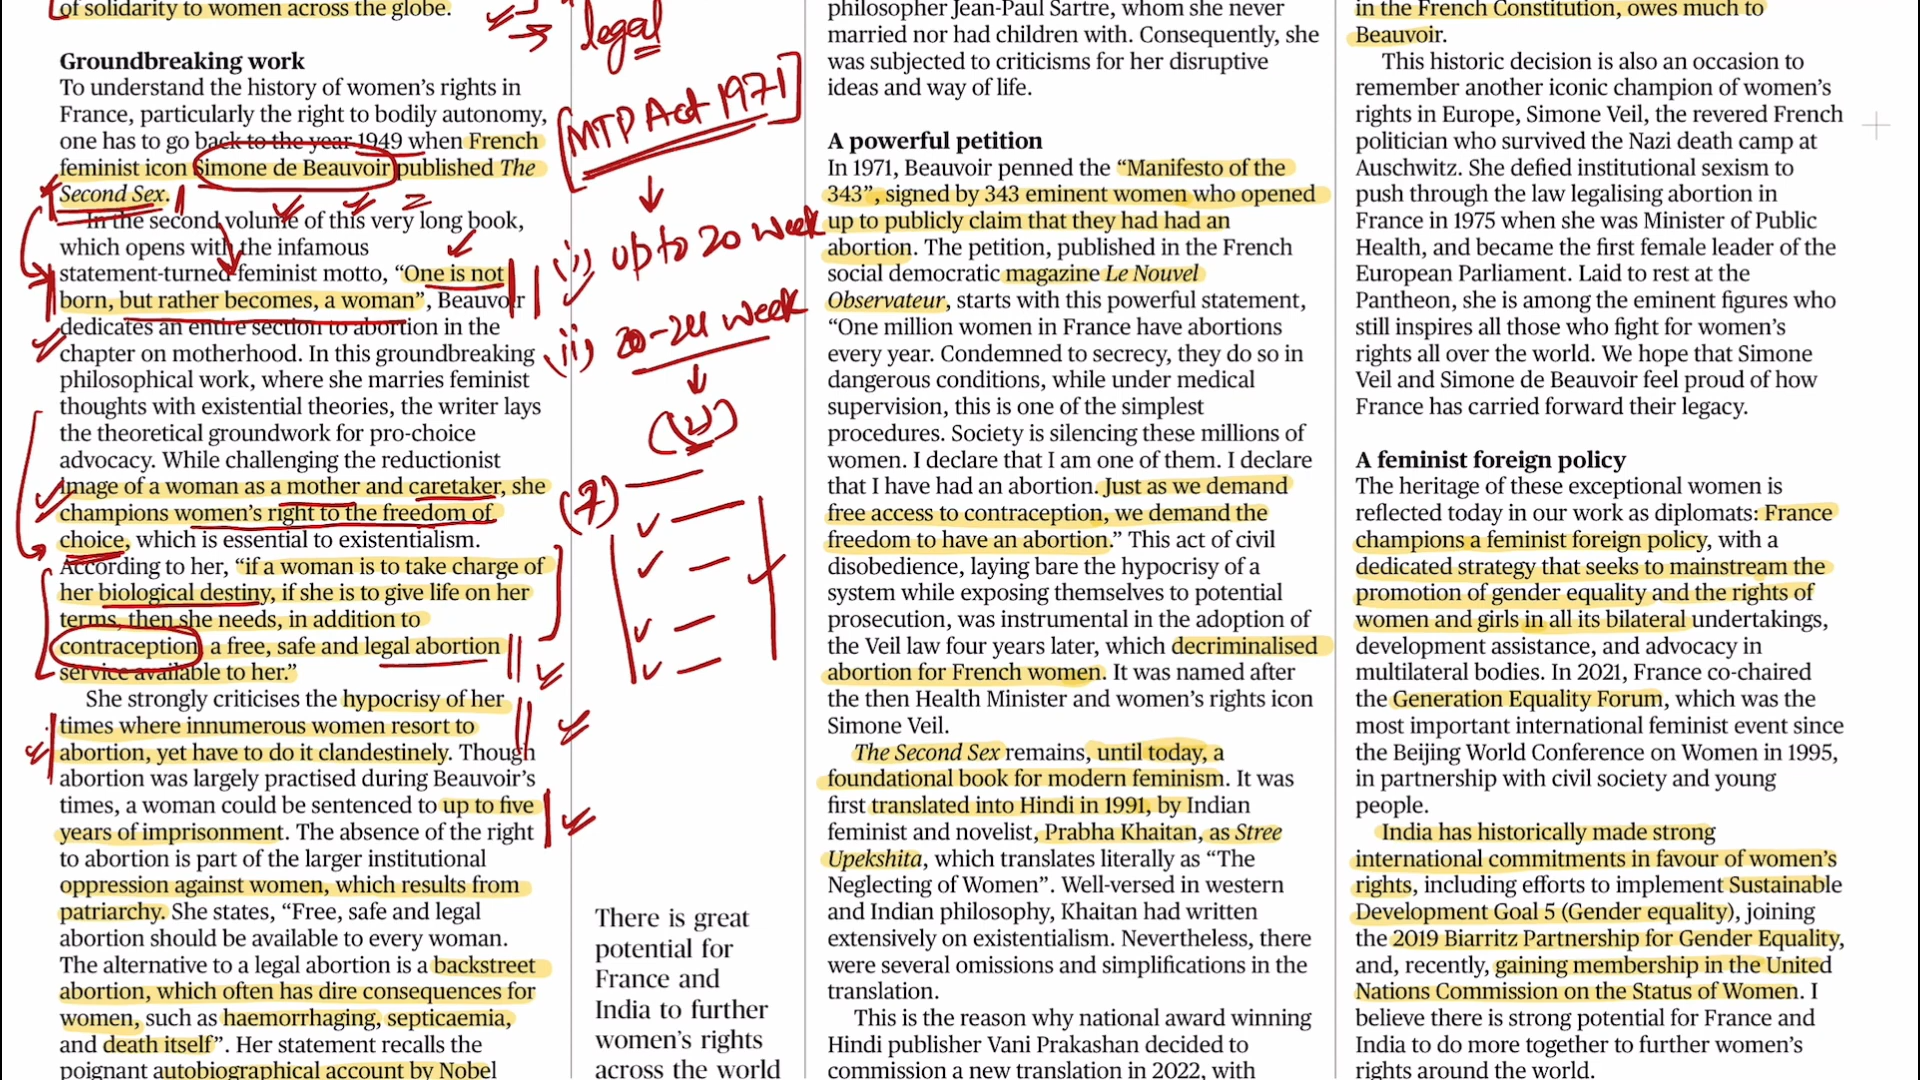 of solidarity to women across the globe.
Groundbreaking work
To understand the history of women's rights in
France, particularly the right to bodily autonomy,
one has to go back to the year 1949 when French
feminist icon Simone de Beauvoir published The
Second Sex.
In the second volume of this very long book,
which opens with the infamous
statement-turned-feminist motto, “One is not
born, but rather becomes, a woman”, Beauvoir
dedicates an entire section to abortion in the
chapter on motherhood. In this groundbreaking
philosophical work, where she marries feminist
thoughts with existential theories, the writer lays
the theoretical groundwork for pro-choice
advocacy. While challenging the reductionist
image of a woman as a mother and caretaker, she
champions women's right to the freedom of
choice, which is essential to existentialism.
According to her, “if a woman is to take charge of
her biological destiny, if she is to give life on her
terms, then she needs, in addition to
contraception, a free, safe and legal abortion
service available to her.”
She strongly criticises the hypocrisy of her
times where innumerous women resort to
abortion, yet have to do it clandestinely. Though
abortion was largely practised during Beauvoir's
times, a woman could be sentenced to up to five
years of imprisonment. The absence of the right
to abortion is part of the larger institutional
oppression against women, which results from
patriarchy. She states, “Free, safe and legal
abortion should be available to every woman.
The alternative to a legal abortion is a backstreet
abortion, which often has dire consequences for
women, such as haemorrhaging, septicaemia,
and death itself”. Her statement recalls the
poignant autobiographical account by Nobel
legal
[MTP Act 1971]
(i) up to 20 week
(ii) 20-24 week
(2)
(7)
There is great
potential for
France and
India to further
women's rights
across the world
philosopher Jean-Paul Sartre, whom she never
married nor had children with. Consequently, she
was subjected to criticisms for her disruptive
ideas and way of life.
A powerful petition
In 1971, Beauvoir penned the “Manifesto of the
343”, signed by 343 eminent women who opened
up to publicly claim that they had had an
abortion. The petition, published in the French
social democratic magazine Le Nouvel
Observateur, starts with this powerful statement,
“One million women in France have abortions
every year. Condemned to secrecy, they do so in
dangerous conditions, while under medical
supervision, this is one of the simplest
procedures. Society is silencing these millions of
women. I declare that I am one of them. I declare
that I have had an abortion. Just as we demand
free access to contraception, we demand the
freedom to have an abortion.” This act of civil
disobedience, laying bare the hypocrisy of a
system while exposing themselves to potential
prosecution, was instrumental in the adoption of
the Veil law four years later, which decriminalised
abortion for French women. It was named after
the then Health Minister and women's rights icon
Simone Veil.
The Second Sex remains, until today, a
foundational book for modern feminism. It was
first translated into Hindi in 1991, by Indian
feminist and novelist, Prabha Khaitan, as Stree
Upekshita, which translates literally as “The
Neglecting of Women”. Well-versed in western
and Indian philosophy, Khaitan had written
extensively on existentialism. Nevertheless, there
were several omissions and simplifications in the
translation.
This is the reason why national award winning
Hindi publisher Vani Prakashan decided to
commission a new translation in 2022, with
in the French Constitution, owes much to
Beauvoir.
This historic decision is also an occasion to
remember another iconic champion of women's
rights in Europe, Simone Veil, the revered French
politician who survived the Nazi death camp at
Auschwitz. She defied institutional sexism to
push through the law legalising abortion in
France in 1975 when she was Minister of Public
Health, and became the first female leader of the
European Parliament. Laid to rest at the
Pantheon, she is among the eminent figures who
still inspires all those who fight for women's
rights all over the world. We hope that Simone
Veil and Simone de Beauvoir feel proud of how
France has carried forward their legacy.
A feminist foreign policy
The heritage of these exceptional women is
reflected today in our work as diplomats: France
champions a feminist foreign policy, with a
dedicated strategy that seeks to mainstream the
promotion of gender equality and the rights of
women and girls in all its bilateral undertakings,
development assistance, and advocacy in
multilateral bodies. In 2021, France co-chaired
the Generation Equality Forum, which was the
most important international feminist event since
the Beijing World Conference on Women in 1995,
in partnership with civil society and young
people.
India has historically made strong
international commitments in favour of women's
rights, including efforts to implement Sustainable
Development Goal 5 (Gender equality), joining
the 2019 Biarritz Partnership for Gender Equality,
and, recently, gaining membership in the United
Nations Commission on the Status of Women. I
believe there is strong potential for France and
India to do more together to further women's
rights around the world.